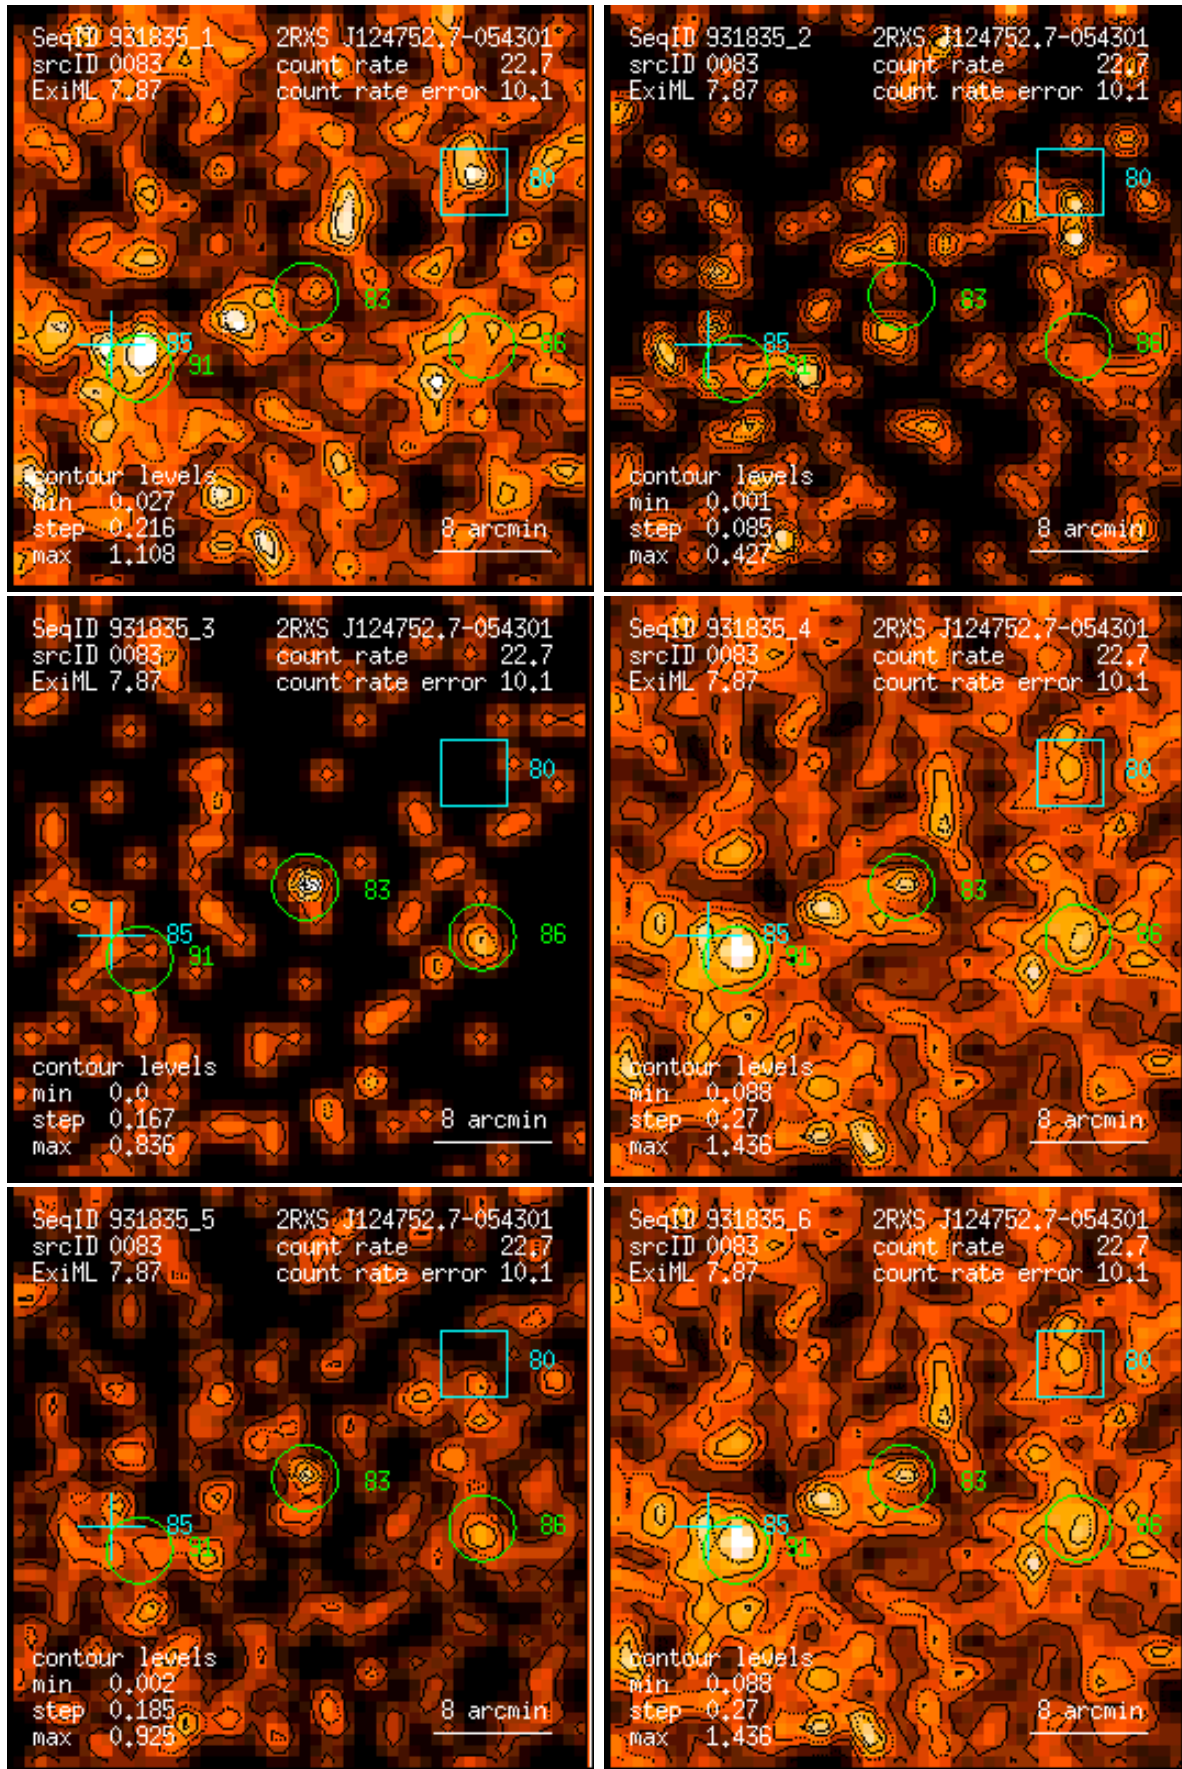 SeqID 931835_1 2RXS J124752.7-054301
srcID 0083 count rate 22.7
ExiML 7.87 count rate error 10.1
80
83
85
86
91
contour levels
min 0.027
step 0.216 8 arcmin
max 1.108
SeqID 931835_2 2RXS J124752.7-054301
srcID 0083 count rate 22.7
ExiML 7.87 count rate error 10.1
80
83
85
86
91
contour levels
min 0.001
step 0.085 8 arcmin
max 0.427
SeqID 931835_3 2RXS J124752.7-054301
srcID 0083 count rate 22.7
ExiML 7.87 count rate error 10.1
80
83
85
86
91
contour levels
min 0.0
step 0.167 8 arcmin
max 0.836
SeqID 931835_4 2RXS J124752.7-054301
srcID 0083 count rate 22.7
ExiML 7.87 count rate error 10.1
80
83
85
86
91
contour levels
min 0.088
step 0.27 8 arcmin
max 1.436
SeqID 931835_5 2RXS J124752.7-054301
srcID 0083 count rate 22.7
ExiML 7.87 count rate error 10.1
80
83
85
86
91
contour levels
min 0.002
step 0.185 8 arcmin
max 0.925
SeqID 931835_6 2RXS J124752.7-054301
srcID 0083 count rate 22.7
ExiML 7.87 count rate error 10.1
80
83
85
86
91
contour levels
min 0.088
step 0.27 8 arcmin
max 1.436